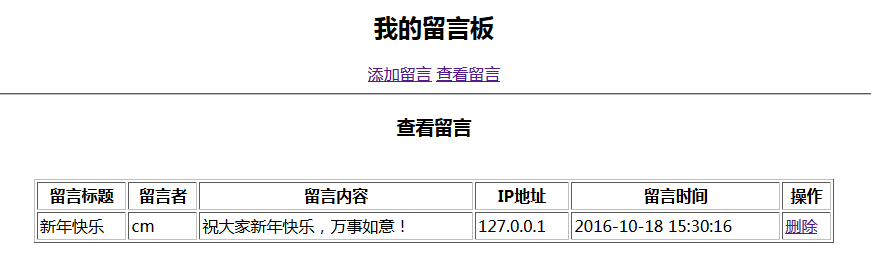 我的留言板
添加留言 查看留言
查看留言
留言标题 留言者 留言内容 IP地址 留言时间 操作
新年快乐 cm 祝大家新年快乐，万事如意！ 127.0.0.1 2016-10-18 15:30:16 删除